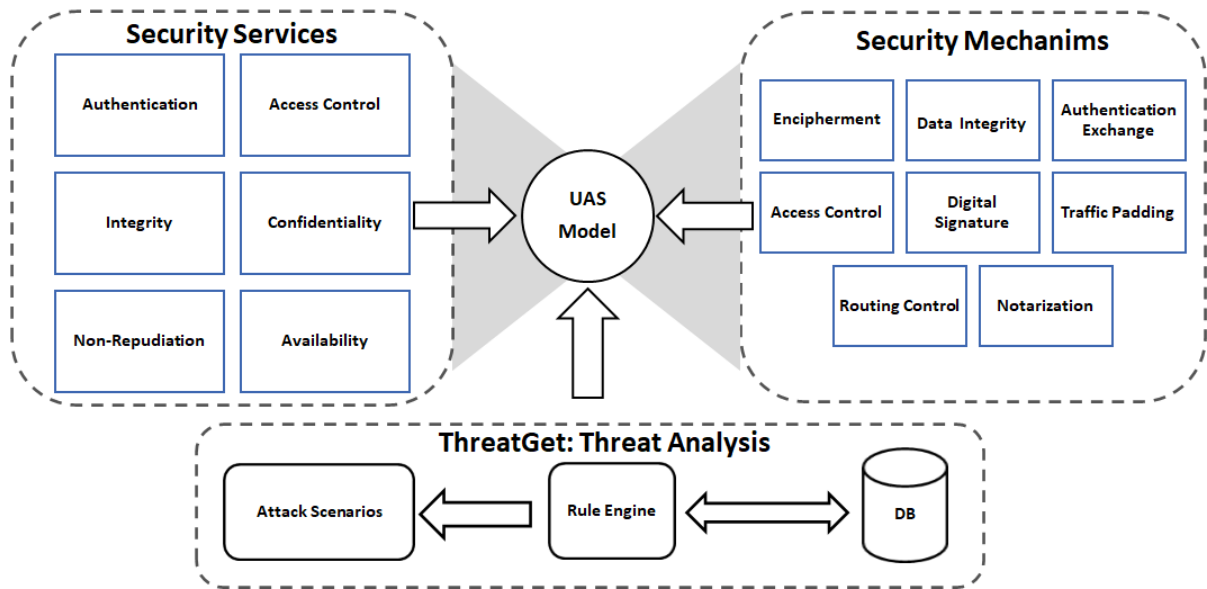 Security Services
Authentication
Access Control
Integrity
Confidentiality
Non-Repudiation
Availability
UAS
Model
Security Mechanims
Encipherment
Data Integrity
Authentication
Exchange
Access Control
Digital
Signature
Traffic Padding
Routing Control
Notarization
ThreatGet: Threat Analysis
Attack Scenarios
Rule Engine
DB